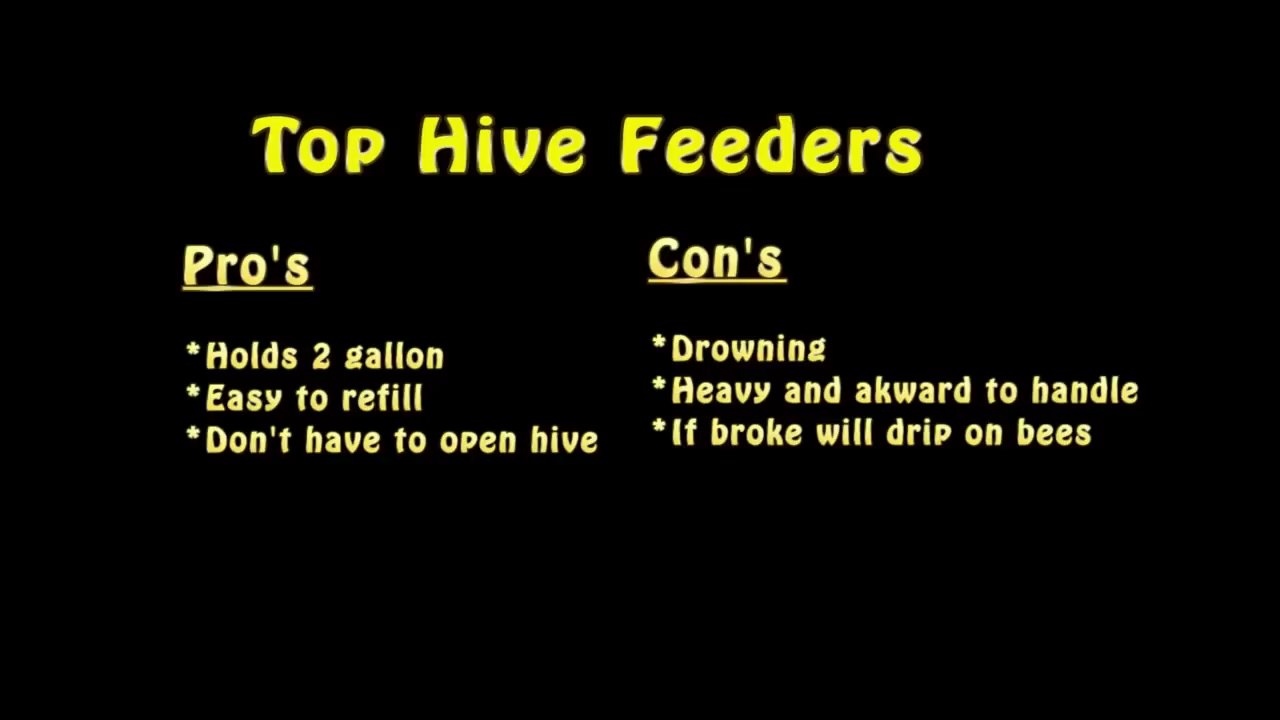 Top Hive Feeders
Pro's
*Holds 2 gallon
*Easy to refill
*Don't have to open hive
Con's
*Drowning
*Heavy and akward to handle
*If broke will drip on bees